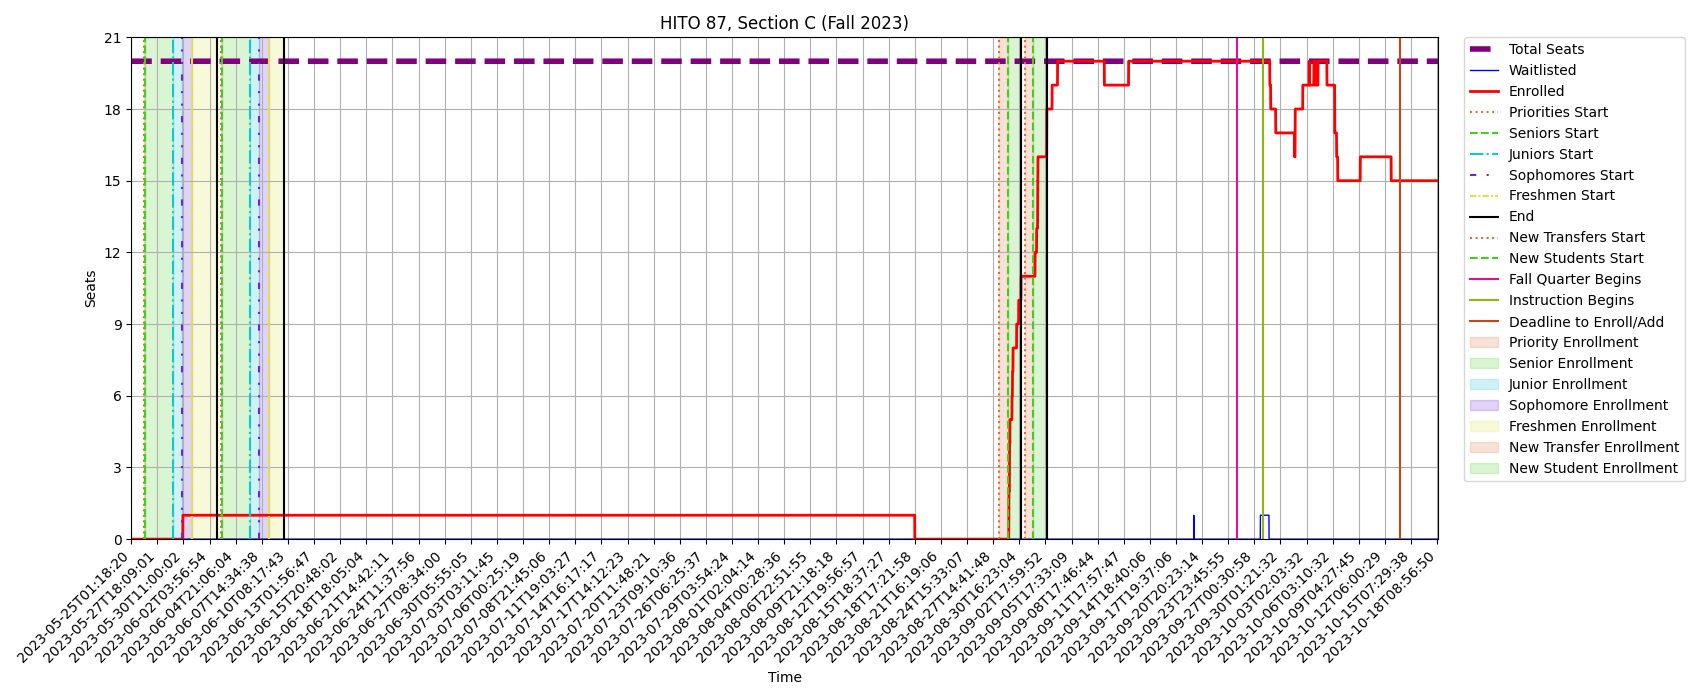 HITO 87, Section C (Fall 2023)
21
18
15
12
9
6
3
0
Seats
2023-05-25T01:18:20
2023-05-27T18:09:01
2023-05-30T11:00:02
2023-06-02T03:56:54
2023-06-04T21:06:04
2023-06-07T14:34:38
2023-06-10T08:17:43
2023-06-13T01:56:47
2023-06-15T20:48:02
2023-06-18T18:05:04
2023-06-21T14:42:11
2023-06-24T11:37:56
2023-06-27T08:34:00
2023-06-30T05:55:05
2023-07-03T03:11:45
2023-07-06T00:25:19
2023-07-08T21:45:06
2023-07-11T19:03:27
2023-07-14T16:17:17
2023-07-17T14:12:23
2023-07-20T11:48:21
2023-07-23T09:10:36
2023-07-26T06:25:37
2023-07-29T03:54:24
2023-08-01T02:04:14
2023-08-04T00:28:36
2023-08-06T22:51:55
2023-08-09T21:18:18
2023-08-12T19:56:57
2023-08-15T18:37:27
2023-08-18T17:21:58
2023-08-21T16:19:06
2023-08-24T15:33:07
2023-08-27T14:41:48
2023-08-30T16:23:04
2023-09-02T17:59:52
2023-09-05T17:33:09
2023-09-08T17:46:44
2023-09-11T17:57:47
2023-09-14T18:40:06
2023-09-17T19:37:06
2023-09-20T20:23:14
2023-09-23T23:45:55
2023-09-27T00:30:58
2023-09-30T01:21:32
2023-10-03T02:03:32
2023-10-06T03:10:32
2023-10-09T04:27:45
2023-10-12T06:00:29
2023-10-15T07:29:38
2023-10-18T08:56:50
Time
Total Seats
Waitlisted
Enrolled
Priorities Start
Seniors Start
Juniors Start
Sophomores Start
Freshmen Start
End
New Transfers Start
New Students Start
Fall Quarter Begins
Instruction Begins
Deadline to Enroll/Add
Priority Enrollment
Senior Enrollment
Junior Enrollment
Sophomore Enrollment
Freshmen Enrollment
New Transfer Enrollment
New Student Enrollment